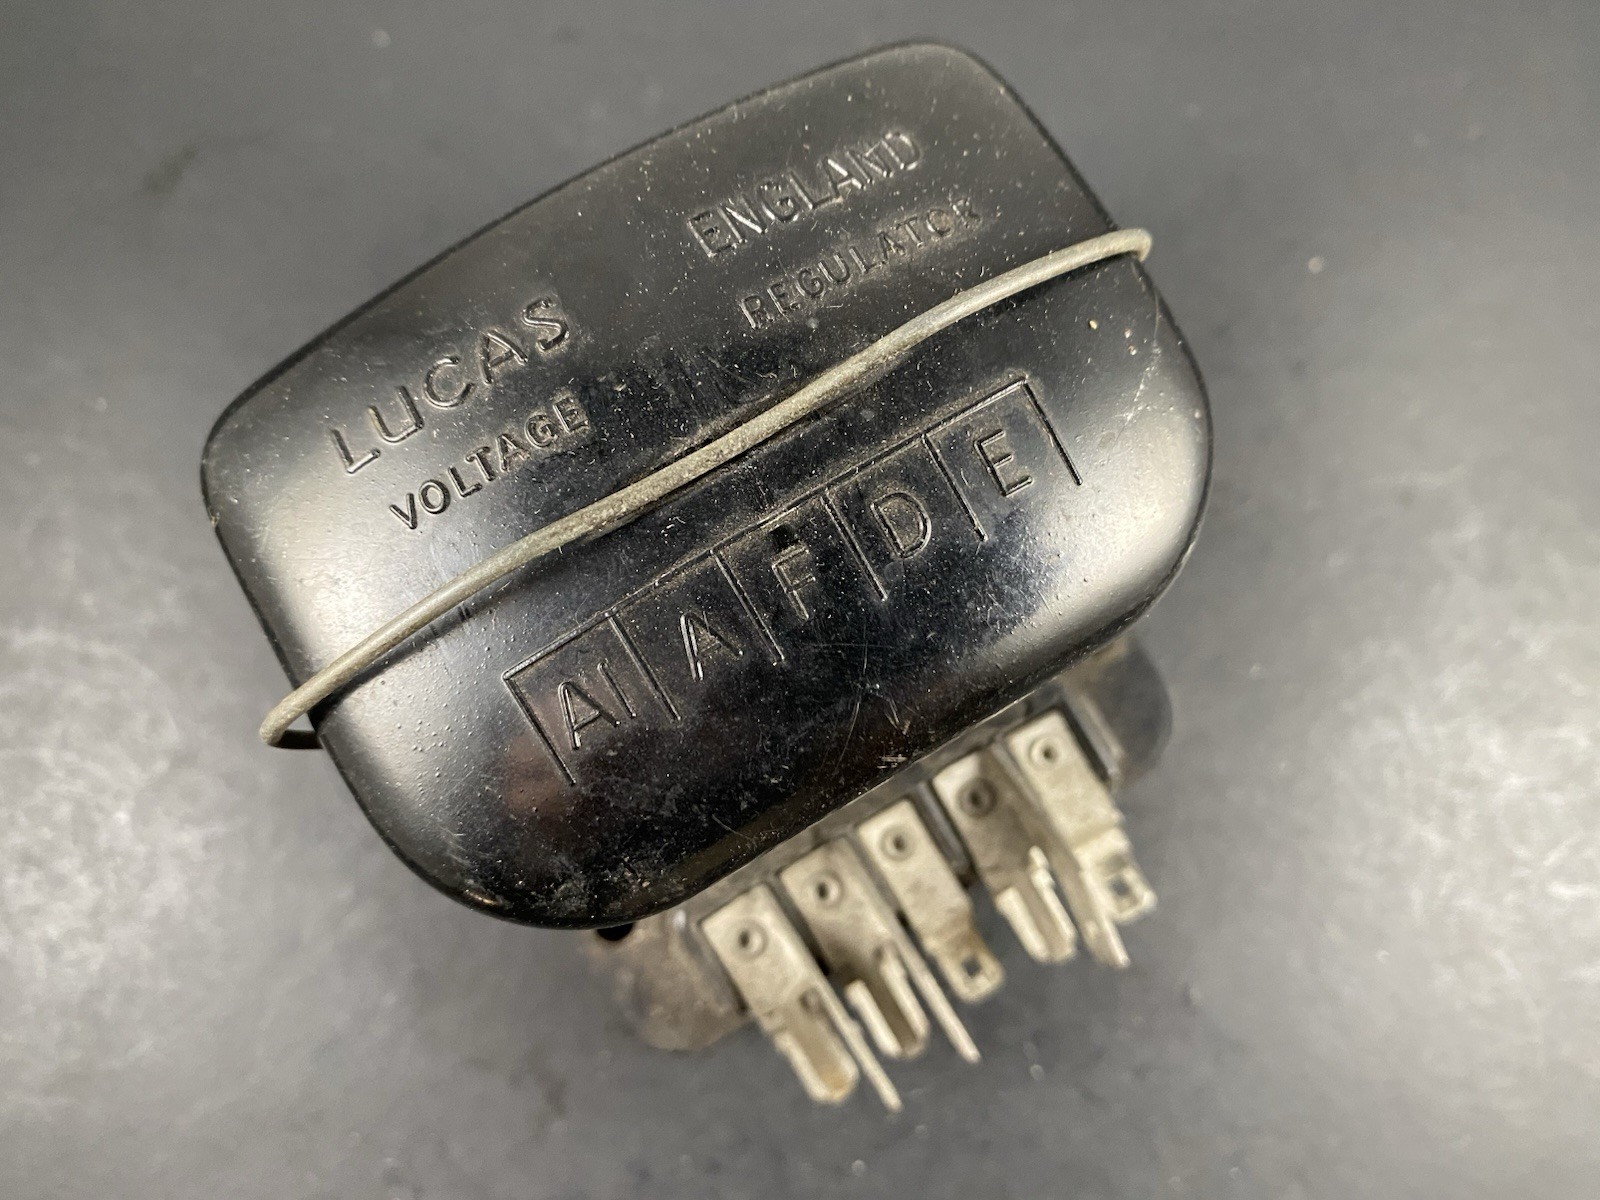 LUCAS ENGLAND
VOLTAGE REGULATOR
A1 A F D E